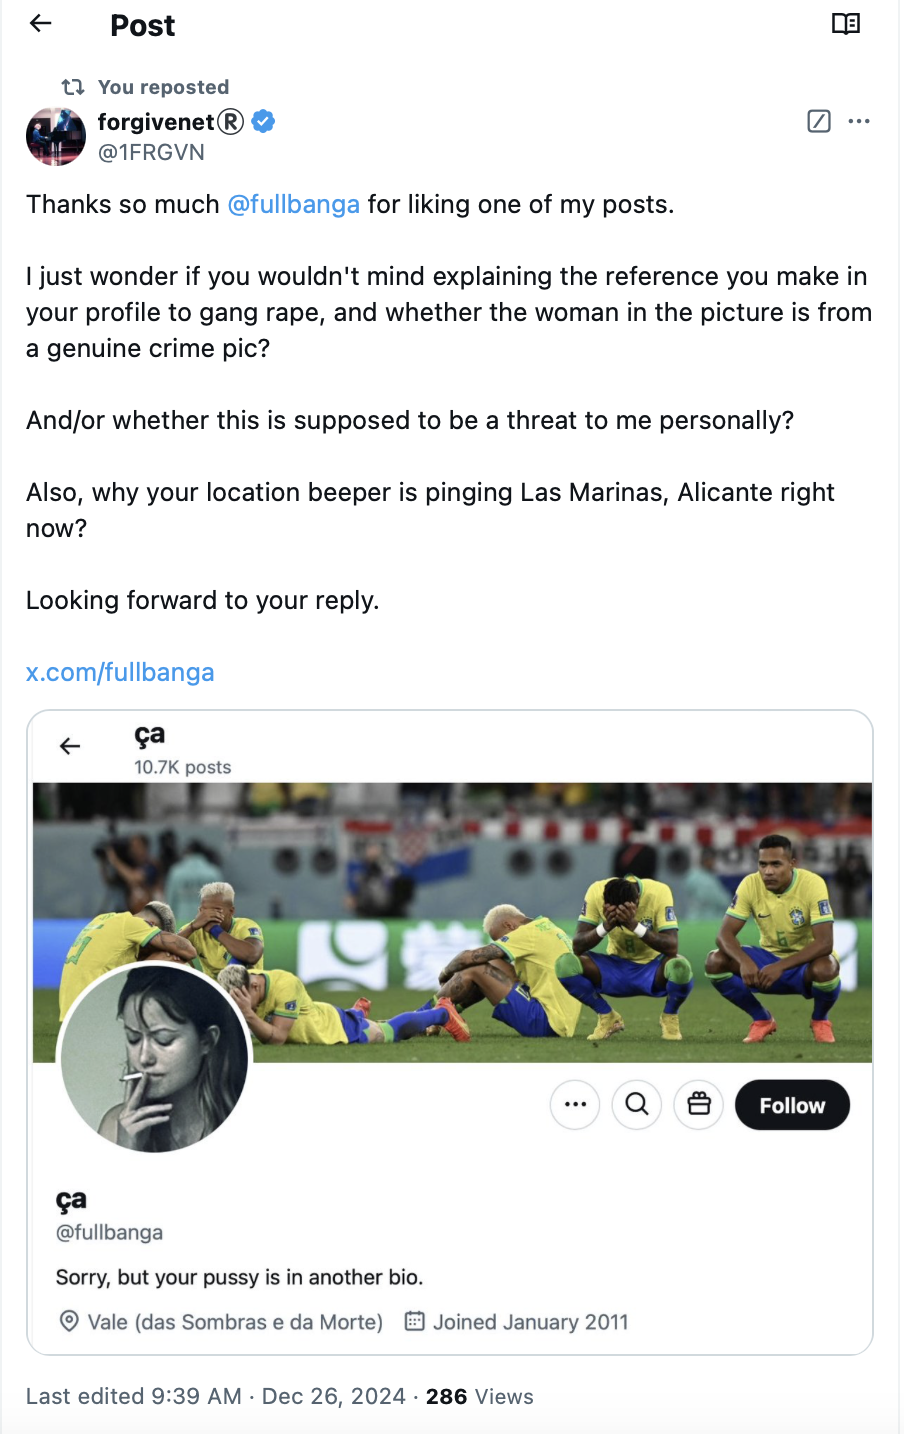 Post
You reposted
forgivenet®
@1FRGVN
Thanks so much @fullbanga for liking one of my posts.
I just wonder if you wouldn't mind explaining the reference you make in
your profile to gang rape, and whether the woman in the picture is from
a genuine crime pic?
And/or whether this is supposed to be a threat to me personally?
Also, why your location beeper is pinging Las Marinas, Alicante right
now?
Looking forward to your reply.
x.com/fullbanga
ça
10.7K posts
Follow
ça
@fullbanga
Sorry, but your pussy is in another bio.
Vale (das Sombras e da Morte) Joined January 2011
Last edited 9:39 AM · Dec 26, 2024 · 286 Views